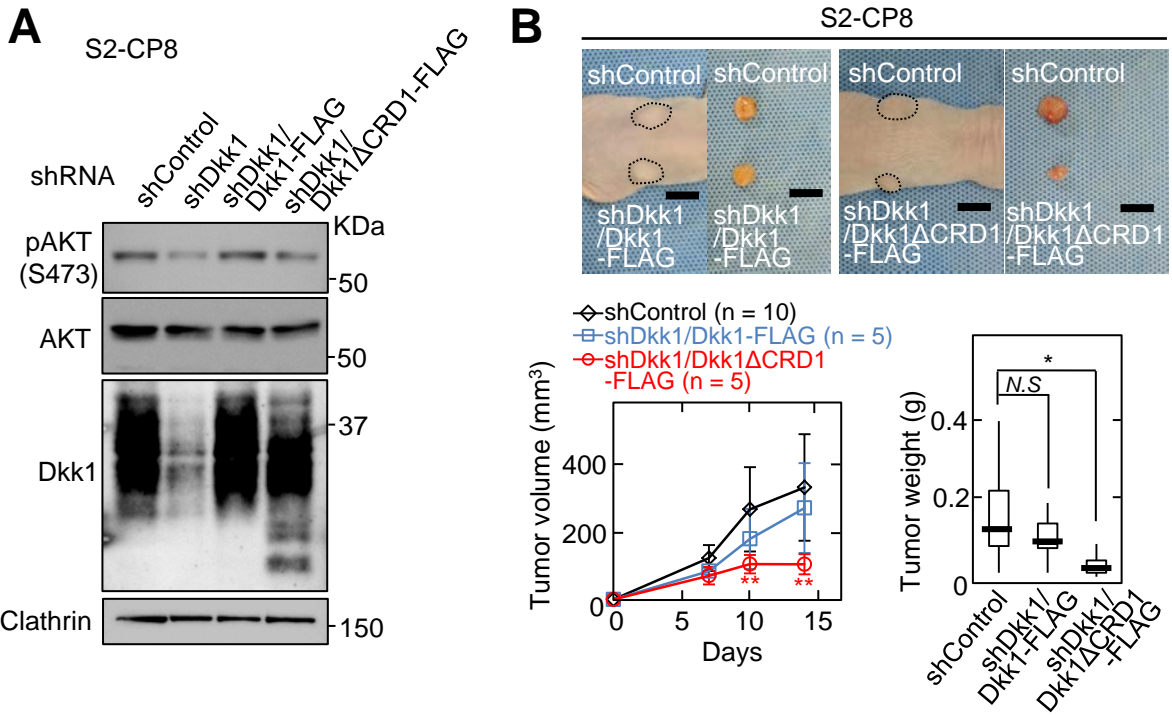 A
S2-CP8
shRNA
shControl
shDkk1
shDkk1/
Dkk1-FLAG
shDkk1/
Dkk1ΔCRD1-FLAG
KDa
pAKT
(S473)
50
AKT
50
37
Dkk1
Clathrin
150
B
S2-CP8
shControl
shControl
shDkk1
/Dkk1
-FLAG
shDkk1
/Dkk1
-FLAG
shControl
shControl
shDkk1
/Dkk1ΔCRD1
-FLAG
shDkk1
/Dkk1ΔCRD1
-FLAG
shControl (n = 10)
shDkk1/Dkk1-FLAG (n = 5)
shDkk1/Dkk1ΔCRD1
-FLAG (n = 5)
Tumor volume (mm³)
400
200
0
** **
0 5 10 15
Days
Tumor weight (g)
0.4
0.2
0
*
N.S
shControl
shDkk1/
Dkk1-FLAG
shDkk1/
Dkk1ΔCRD1
-FLAG